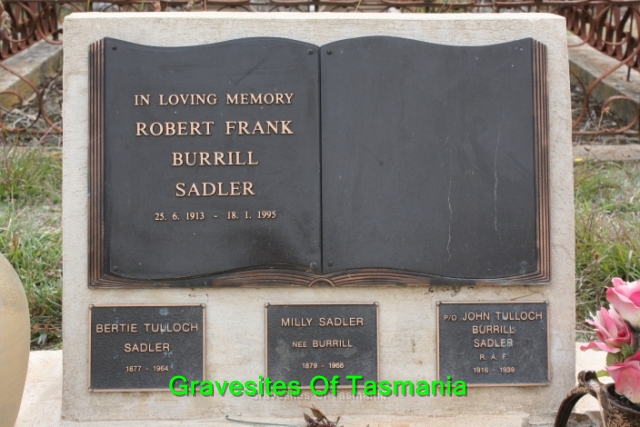 IN LOVING MEMORY
ROBERT FRANK
BURRILL
SADLER
25. 6. 1913 - 18. 1. 1995
BERTIE TULLOCH
SADLER
1877 - 1964
MILLY SADLER
NEE BURRILL
1879 - 1966
P/O JOHN TULLOCH
BURRILL
SADLER
R. A. F.
1916 - 1939
Gravesites Of Tasmania